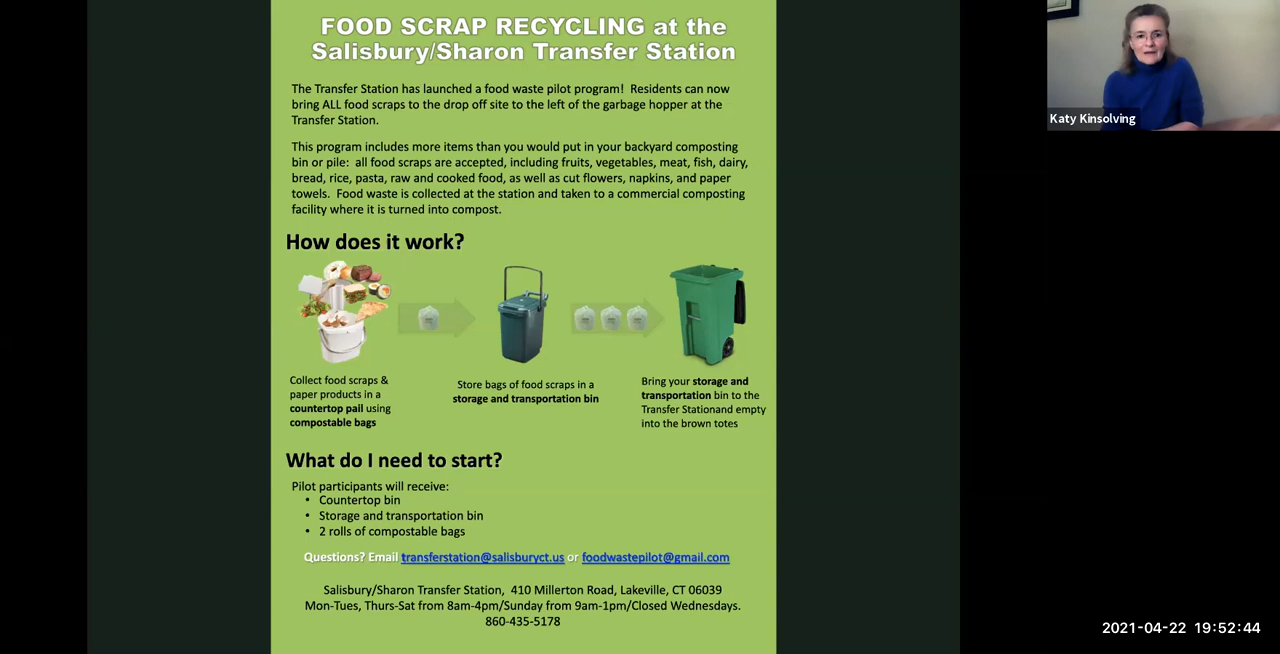 FOOD SCRAP RECYCLING at the
Salisbury/Sharon Transfer Station
The Transfer Station has launched a food waste pilot program! Residents can now
bring ALL food scraps to the drop off site to the left of the garbage hopper at the
Transfer Station.
This program includes more items than you would put in your backyard composting
bin or pile: all food scraps are accepted, including fruits, vegetables, meat, fish, dairy,
bread, rice, pasta, raw and cooked food, as well as cut flowers, napkins, and paper
towels. Food waste is collected at the station and taken to a commercial composting
facility where it is turned into compost.
How does it work?
Collect food scraps &
paper products in a
countertop pail using
compostable bags
Store bags of food scraps in a
storage and transportation bin
Bring your storage and
transportation bin to the
Transfer Stationand empty
into the brown totes
What do I need to start?
Pilot participants will receive:
• Countertop bin
• Storage and transportation bin
• 2 rolls of compostable bags
Questions? Email transferstation@salisburyct.us or foodwastepilot@gmail.com
Salisbury/Sharon Transfer Station, 410 Millerton Road, Lakeville, CT 06039
Mon-Tues, Thurs-Sat from 8am-4pm/Sunday from 9am-1pm/Closed Wednesdays.
860-435-5178
Katy Kinsolving
2021-04-22 19:52:44